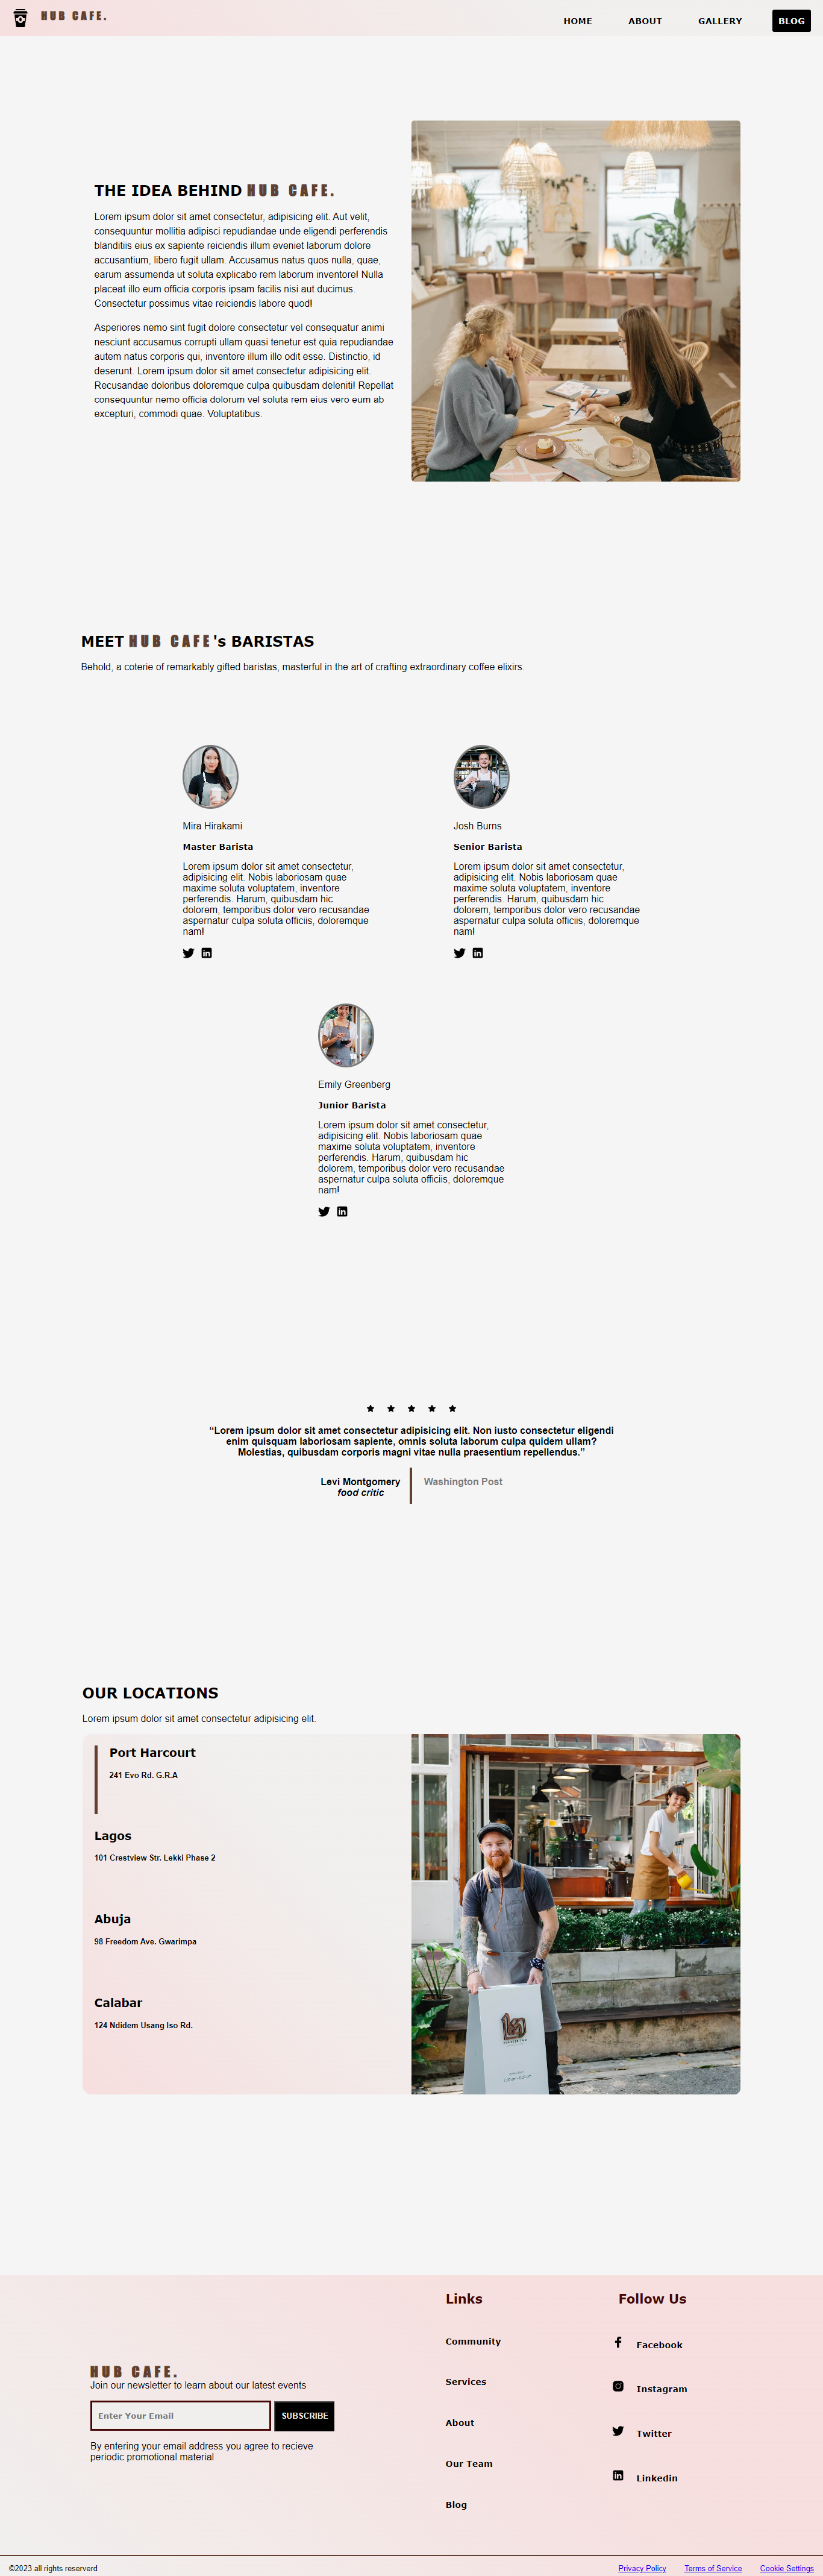 HUB CAFE.
HOME
ABOUT
GALLERY
BLOG
THE IDEA BEHIND HUB CAFE.
Lorem ipsum dolor sit amet consectetur, adipisicing elit. Aut velit,
consequuntur mollitia adipisci repudiandae unde eligendi perferendis
blanditiis eius ex sapiente reiciendis illum eveniet laborum dolore
accusantium, libero fugit ullam. Accusamus natus quos nulla, quae,
earum assumenda ut soluta explicabo rem laborum inventore! Nulla
placeat illo eum officia corporis ipsam facilis nisi aut ducimus.
Consectetur possimus vitae reiciendis labore quod!
Asperiores nemo sint fugit dolore consectetur vel consequatur animi
nesciunt accusamus corrupti ullam quasi tenetur est quia repudiandae
autem natus corporis qui, inventore illum illo odit esse. Distinctio, id
deserunt. Lorem ipsum dolor sit amet consectetur adipisicing elit.
Recusandae doloribus doloremque culpa quibusdam deleniti! Repellat
consequuntur nemo officia dolorum vel soluta rem eius vero eum ab
excepturi, commodi quae. Voluptatibus.
MEET HUB CAFE's BARISTAS
Behold, a coterie of remarkably gifted baristas, masterful in the art of crafting extraordinary coffee elixirs.
Mira Hirakami
Master Barista
Lorem ipsum dolor sit amet consectetur,
adipisicing elit. Nobis laboriosam quae
maxime soluta voluptatem, inventore
perferendis. Harum, quibusdam hic
dolorem, temporibus dolor vero recusandae
aspernatur culpa soluta officiis, doloremque
nam!
Josh Burns
Senior Barista
Lorem ipsum dolor sit amet consectetur,
adipisicing elit. Nobis laboriosam quae
maxime soluta voluptatem, inventore
perferendis. Harum, quibusdam hic
dolorem, temporibus dolor vero recusandae
aspernatur culpa soluta officiis, doloremque
nam!
Emily Greenberg
Junior Barista
Lorem ipsum dolor sit amet consectetur,
adipisicing elit. Nobis laboriosam quae
maxime soluta voluptatem, inventore
perferendis. Harum, quibusdam hic
dolorem, temporibus dolor vero recusandae
aspernatur culpa soluta officiis, doloremque
nam!
“Lorem ipsum dolor sit amet consectetur adipisicing elit. Non iusto consectetur eligendi
enim quisquam laboriosam sapiente, omnis soluta laborum culpa quidem ullam?
Molestias, quibusdam corporis magni vitae nulla praesentium repellendus.”
Levi Montgomery
food critic
Washington Post
OUR LOCATIONS
Lorem ipsum dolor sit amet consectetur adipisicing elit.
Port Harcourt
241 Evo Rd. G.R.A
Lagos
101 Crestview Str. Lekki Phase 2
Abuja
98 Freedom Ave. Gwarimpa
Calabar
124 Ndidem Usang Iso Rd.
HUB CAFE.
Join our newsletter to learn about our latest events
Enter Your Email
SUBSCRIBE
By entering your email address you agree to recieve
periodic promotional material
Links
Community
Services
About
Our Team
Blog
Follow Us
Facebook
Instagram
Twitter
Linkedin
©2023 all rights reserverd
Privacy Policy
Terms of Service
Cookie Settings